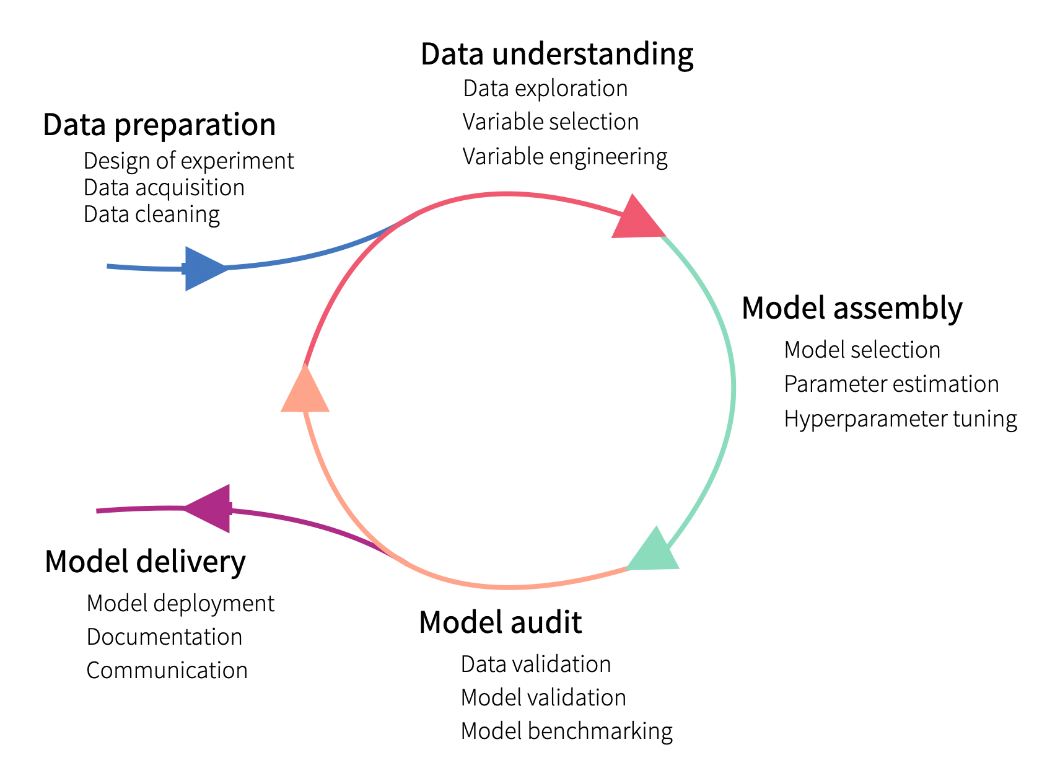 Data understanding
Data exploration
Variable selection
Variable engineering
Data preparation
Design of experiment
Data acquisition
Data cleaning
Model assembly
Model selection
Parameter estimation
Hyperparameter tuning
Model delivery
Model deployment
Documentation
Communication
Model audit
Data validation
Model validation
Model benchmarking